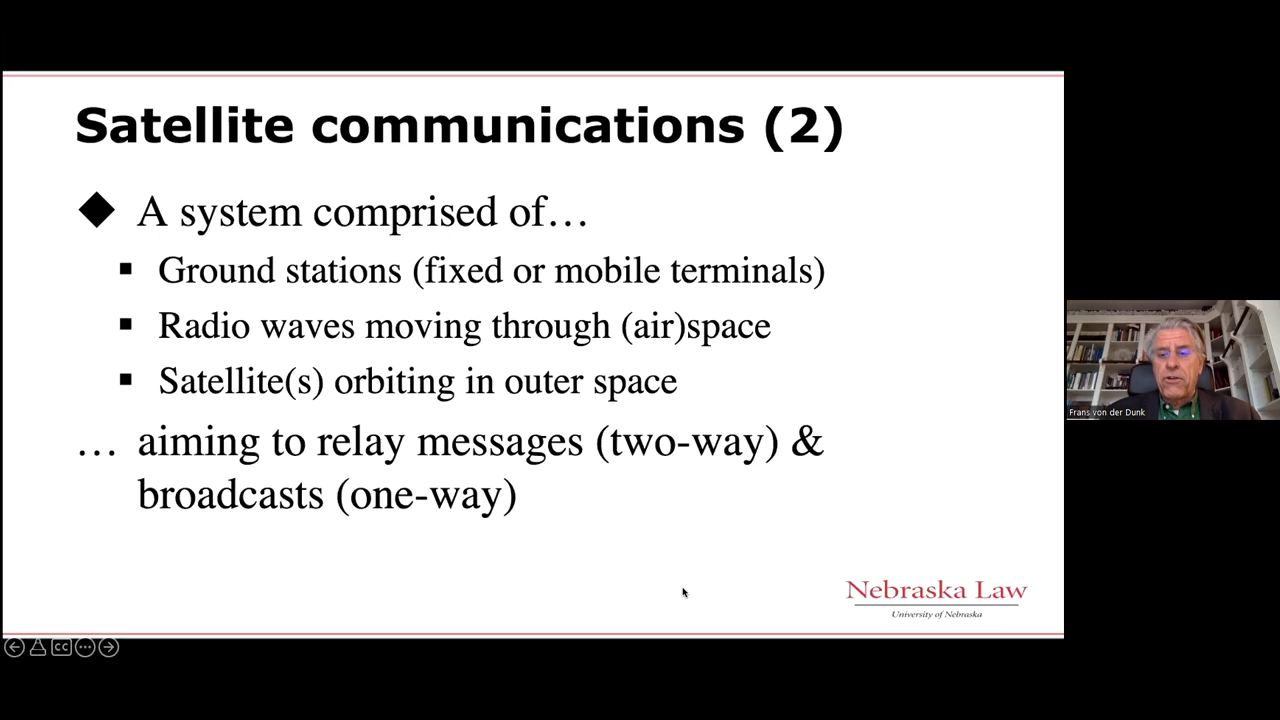 Satellite communications (2)
◆ A system comprised of…
▪ Ground stations (fixed or mobile terminals)
▪ Radio waves moving through (air)space
▪ Satellite(s) orbiting in outer space
… aiming to relay messages (two-way) &
broadcasts (one-way)
Nebraska Law
University of Nebraska
Frans von der Dunk
CC